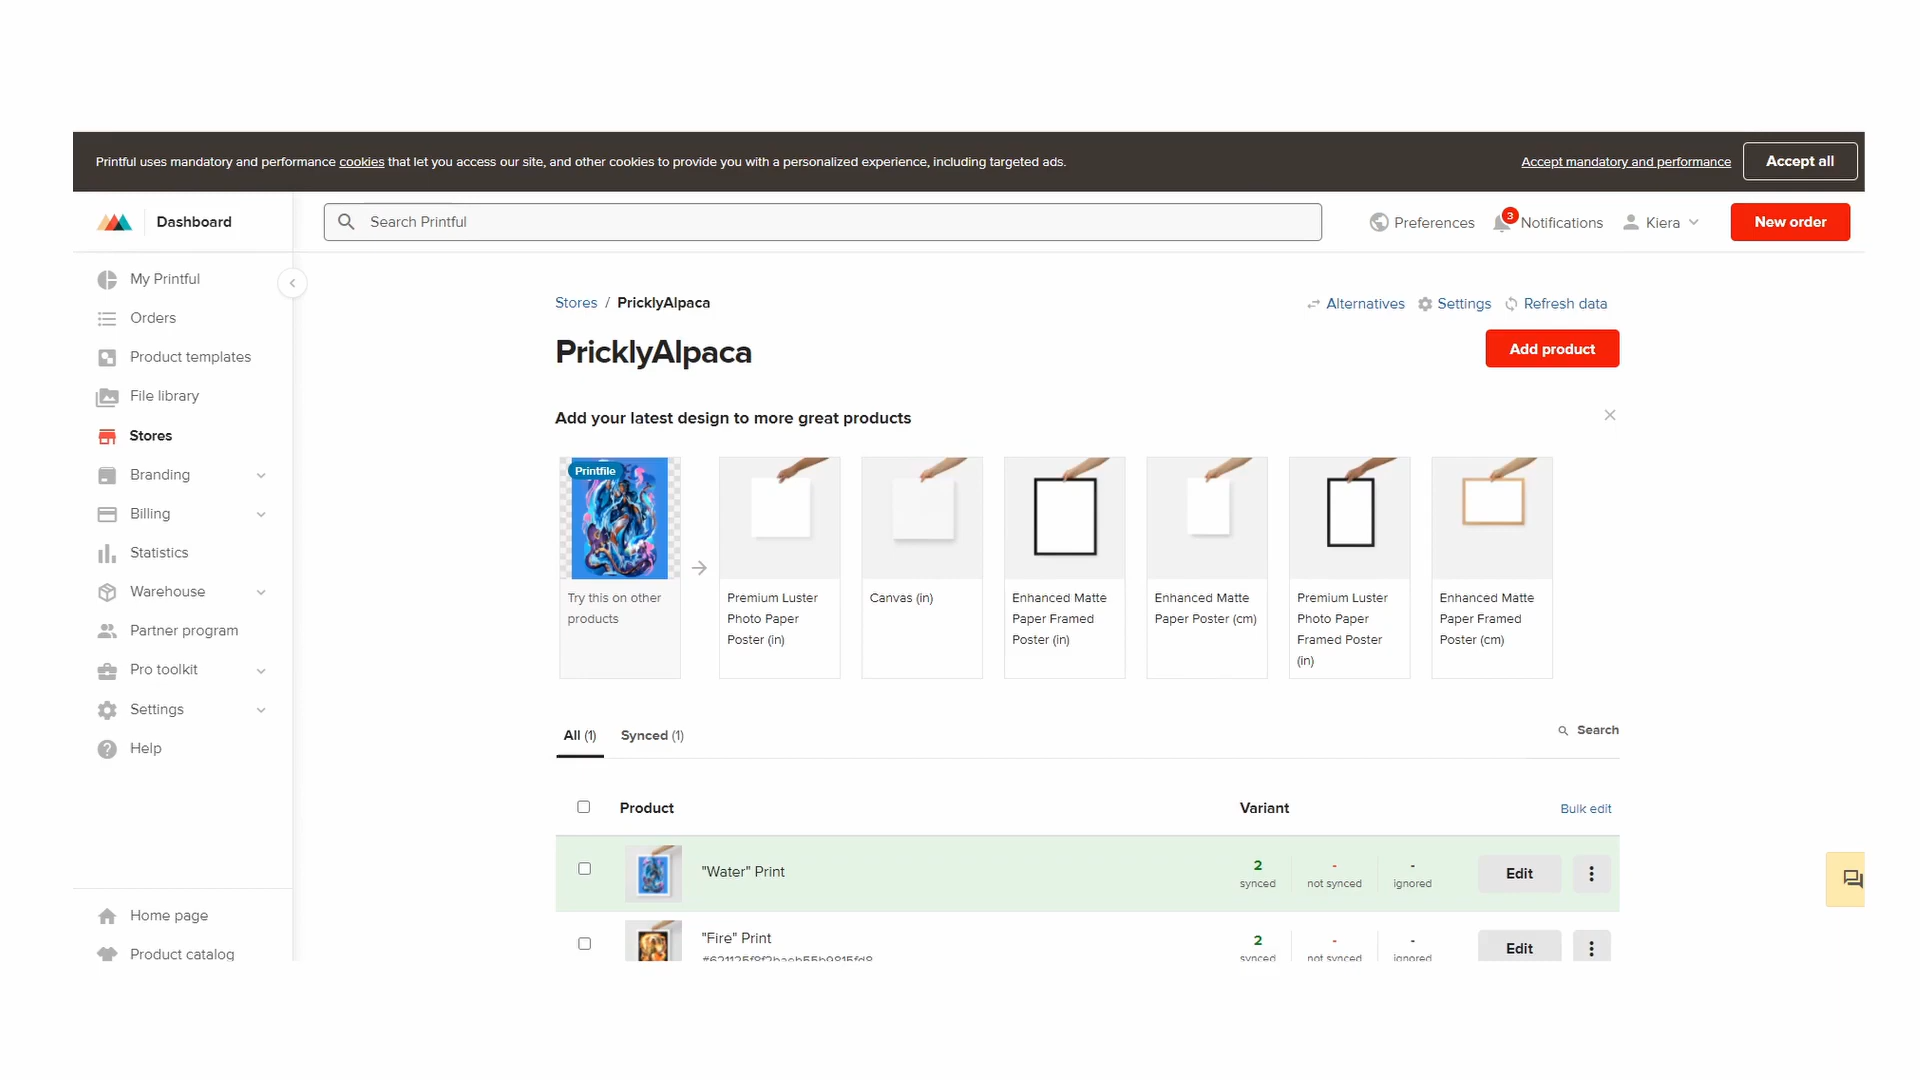 Printful uses mandatory and performance cookies that let you access our site, and other cookies to provide you with a personalized experience, including targeted ads.
Accept mandatory and performance
Accept all
Dashboard
Search Printful
Preferences
3
Notifications
Kiera
New order
My Printful
Orders
Product templates
File library
Stores
Branding
Billing
Statistics
Warehouse
Partner program
Pro toolkit
Settings
Help
Home page
Product catalog
Stores / PricklyAlpaca
Alternatives
Settings
Refresh data
PricklyAlpaca
Add product
Add your latest design to more great products
Printfile
Try this on other
products
Premium Luster
Photo Paper
Poster (in)
Canvas (in)
Enhanced Matte
Paper Framed
Poster (in)
Enhanced Matte
Paper Poster (cm)
Premium Luster
Photo Paper
Framed Poster
(in)
Enhanced Matte
Paper Framed
Poster (cm)
All (1)
Synced (1)
Search
Product
Variant
Bulk edit
"Water" Print
2
synced
-
not synced
-
ignored
Edit
"Fire" Print
2
synced
-
not synced
-
ignored
Edit